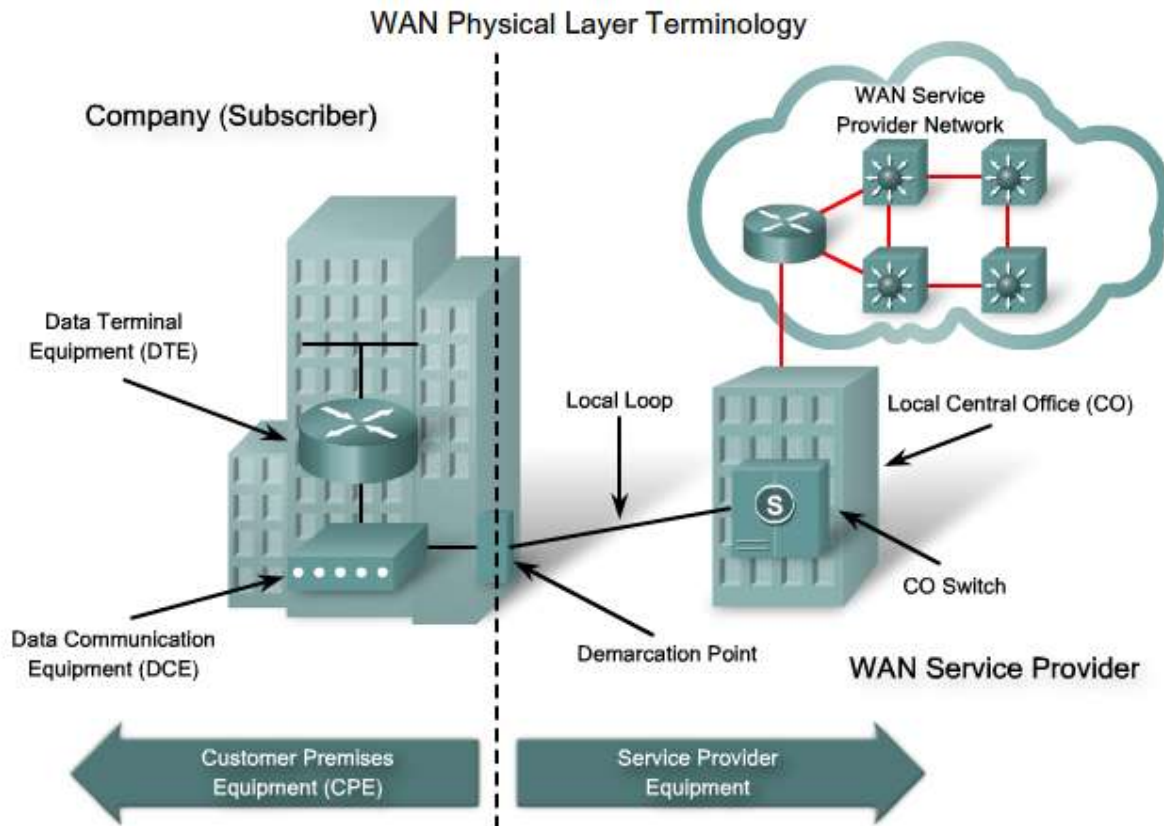 WAN Physical Layer Terminology
Company (Subscriber)
WAN Service
Provider Network
Data Terminal
Equipment (DTE)
Local Loop
Local Central Office (CO)
S
CO Switch
Data Communication
Equipment (DCE)
Demarcation Point
WAN Service Provider
Customer Premises
Equipment (CPE)
Service Provider
Equipment